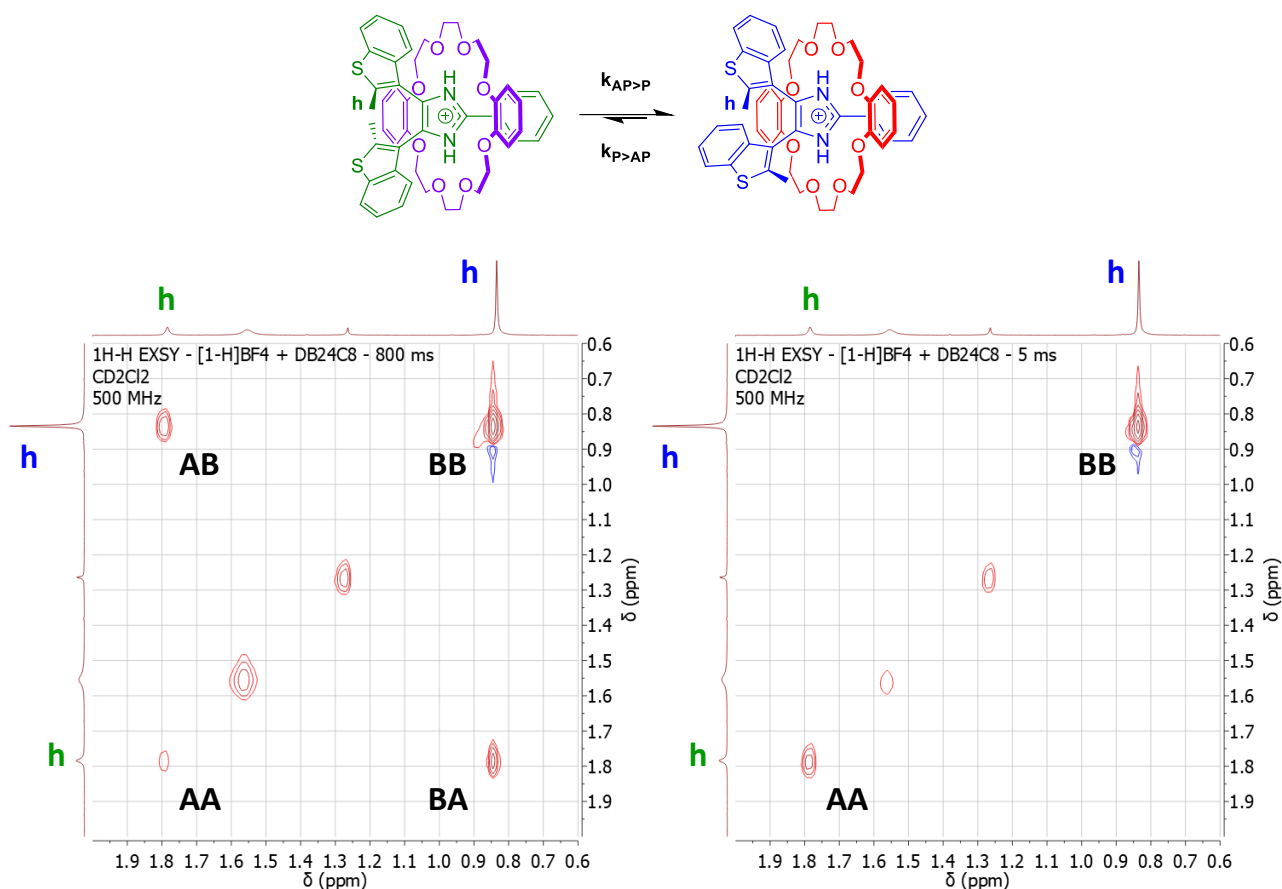 O O
O O
S
NH
h
O O
+
O O
NH
S
O O
O O
k AP>P
k P>AP
O O
O O
S
NH
h
O O
+
O O
NH
S
O O
O O
h
h
1H-H EXSY - [1-H]BF4 + DB24C8 - 800 ms
CD2Cl2
500 MHz
h
AB
BB
h
AA
BA
0.6
0.7
0.8
0.9
1.0
1.1
1.2
1.3
1.4
1.5
1.6
1.7
1.8
1.9
δ (ppm)
1.9 1.8 1.7 1.6 1.5 1.4 1.3 1.2 1.1 1.0 0.9 0.8 0.7 0.6
δ (ppm)
h
h
1H-H EXSY - [1-H]BF4 + DB24C8 - 5 ms
CD2Cl2
500 MHz
h
BB
h
AA
0.6
0.7
0.8
0.9
1.0
1.1
1.2
1.3
1.4
1.5
1.6
1.7
1.8
1.9
δ (ppm)
1.9 1.8 1.7 1.6 1.5 1.4 1.3 1.2 1.1 1.0 0.9 0.8 0.7 0.6
δ (ppm)